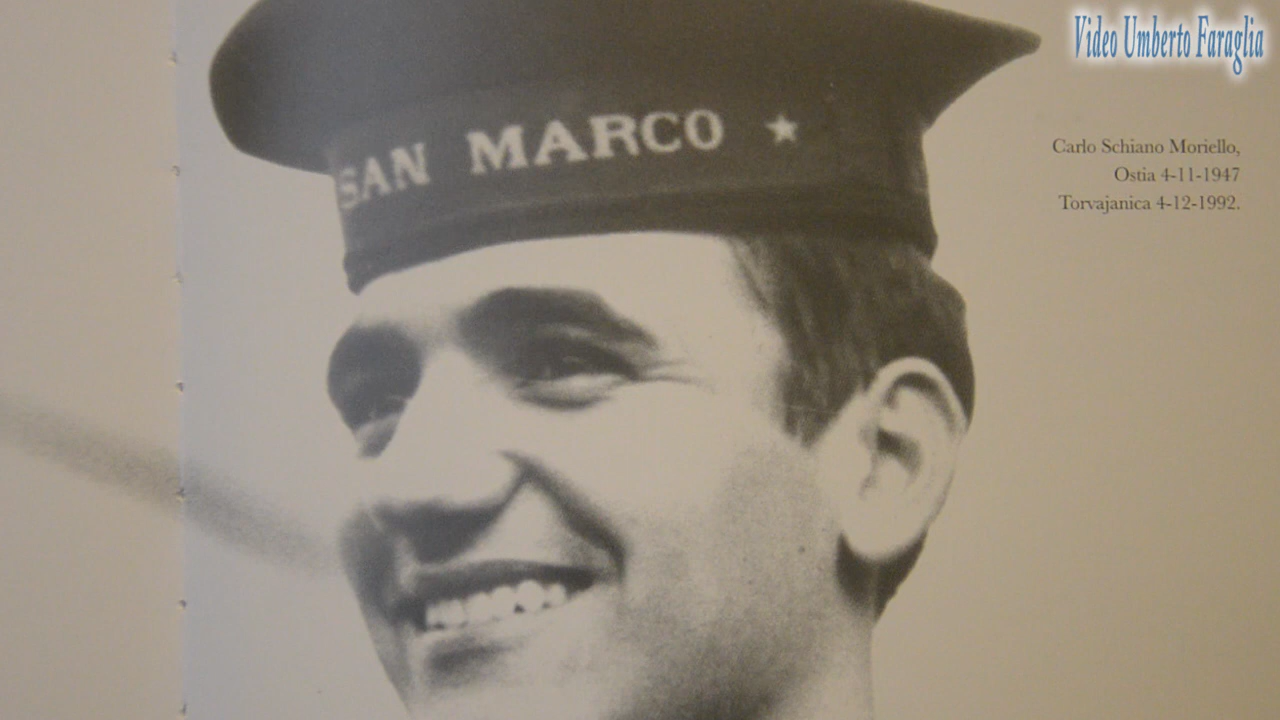 Video Umberto Faraglia
SAN MARCO ★
Carlo Schiano Moriello,
Ostia 4-11-1947
Torvajanica 4-12-1992.